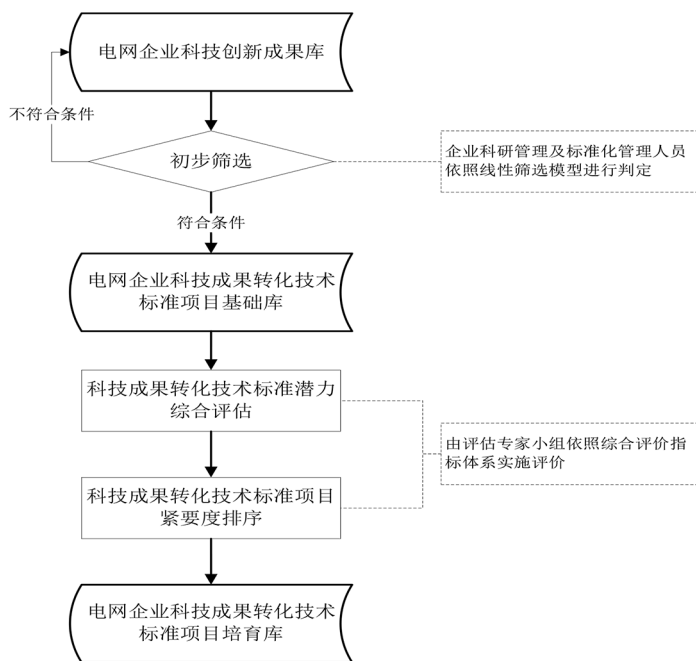 电网企业科技创新成果库
不符合条件
初步筛选
企业科研管理及标准化管理人员
依照线性筛选模型进行判定
符合条件
电网企业科技成果转化技术
标准项目基础库
科技成果转化技术标准潜力
综合评估
由评估专家小组依照综合评价指
标体系实施评价
科技成果转化技术标准项目
紧要度排序
电网企业科技成果转化技术
标准项目培育库